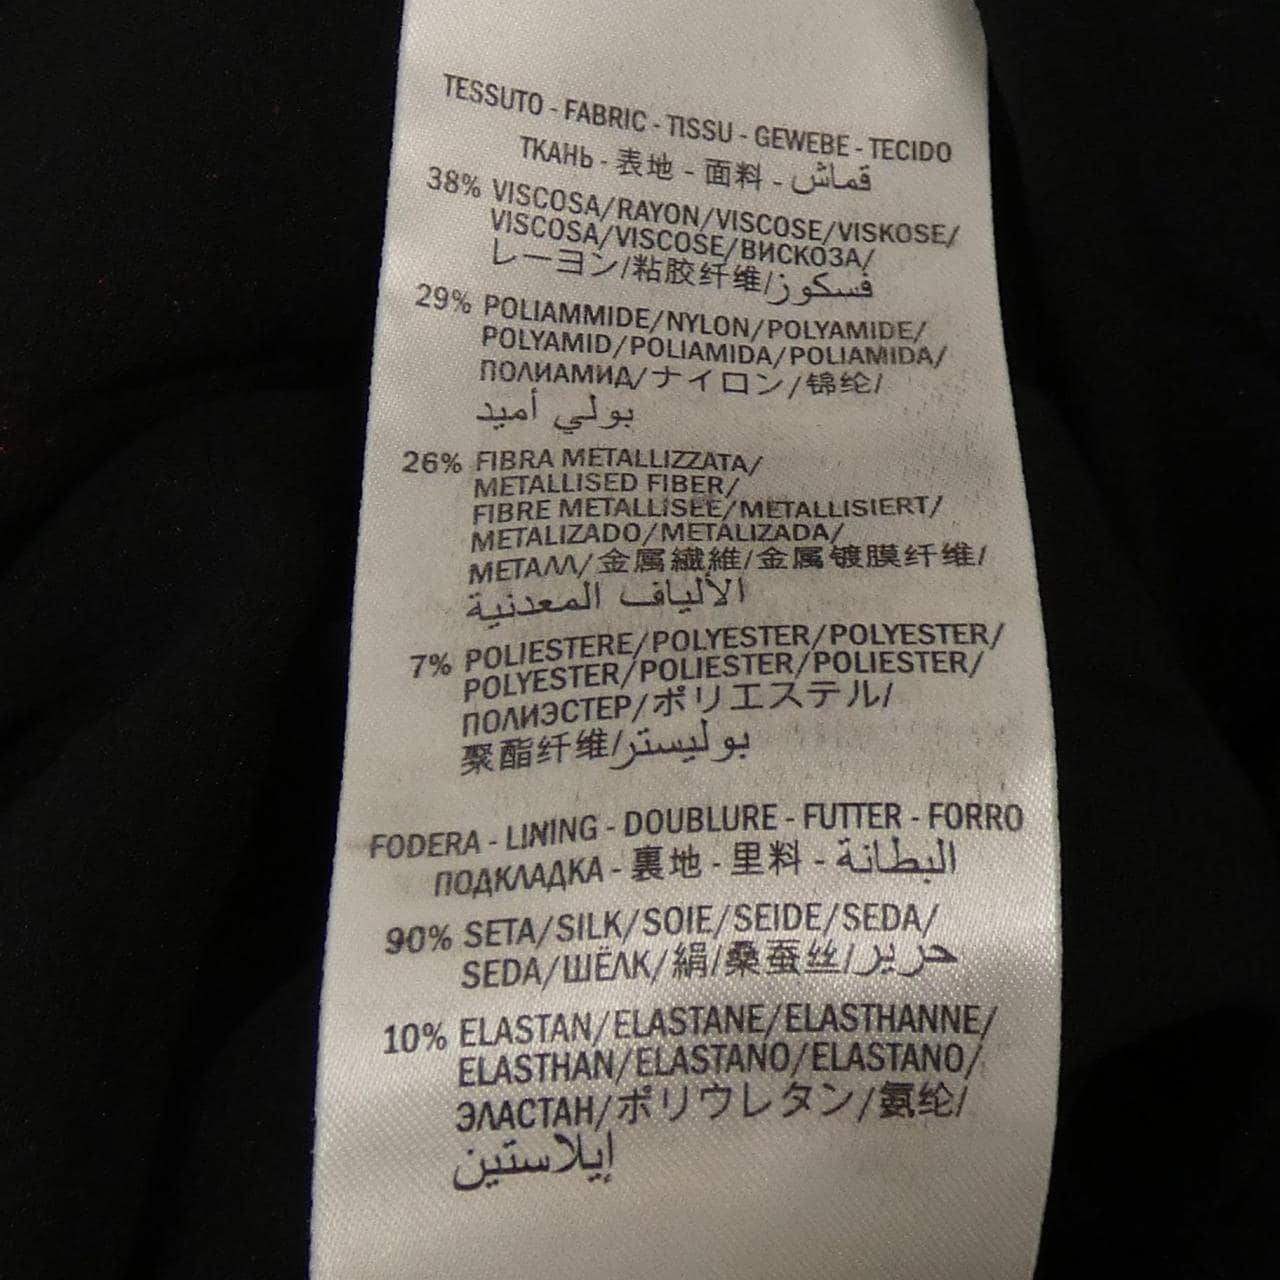 TESSUTO - FABRIC - TISSU - GEWEBE - TECIDO
ТКАНЬ - 表地 - 面料 - قماش
38% VISCOSA/RAYON/VISCOSE/VISKOSE/
VISCOSA/VISCOSE/ВИСКОЗА/
レーヨン/粘胶纤维/فسكوز
29% POLIAMMIDE/NYLON/POLYAMIDE/
POLYAMID/POLIAMIDA/POLIAMIDA/
ПОЛИАМИД/ナイロン/锦纶/
بولي أميد
26% FIBRA METALLIZZATA/
METALLISED FIBER/
FIBRE METALLISÉE/METALLISIERT/
METALIZADO/METALIZADA/
МЕТАЛЛ/金属繊維/金属镀膜纤维/
الألياف المعدنية
7% POLIESTERE/POLYESTER/POLYESTER/
POLYESTER/POLIESTER/POLIESTER/
ПОЛИЭСТЕР/ポリエステル/
聚酯纤维/بوليستر
FODERA - LINING - DOUBLURE - FUTTER - FORRO
ПОДКЛАДКА - 裏地 - 里料 - البطانة
90% SETA/SILK/SOIE/SEIDE/SEDA/
SEDA/ШЁЛК/絹/桑蚕丝/حرير
10% ELASTAN/ELASTANE/ELASTHANNE/
ELASTHAN/ELASTANO/ELASTANO/
ЭЛАСТАН/ポリウレタン/氨纶/
إيلاستين